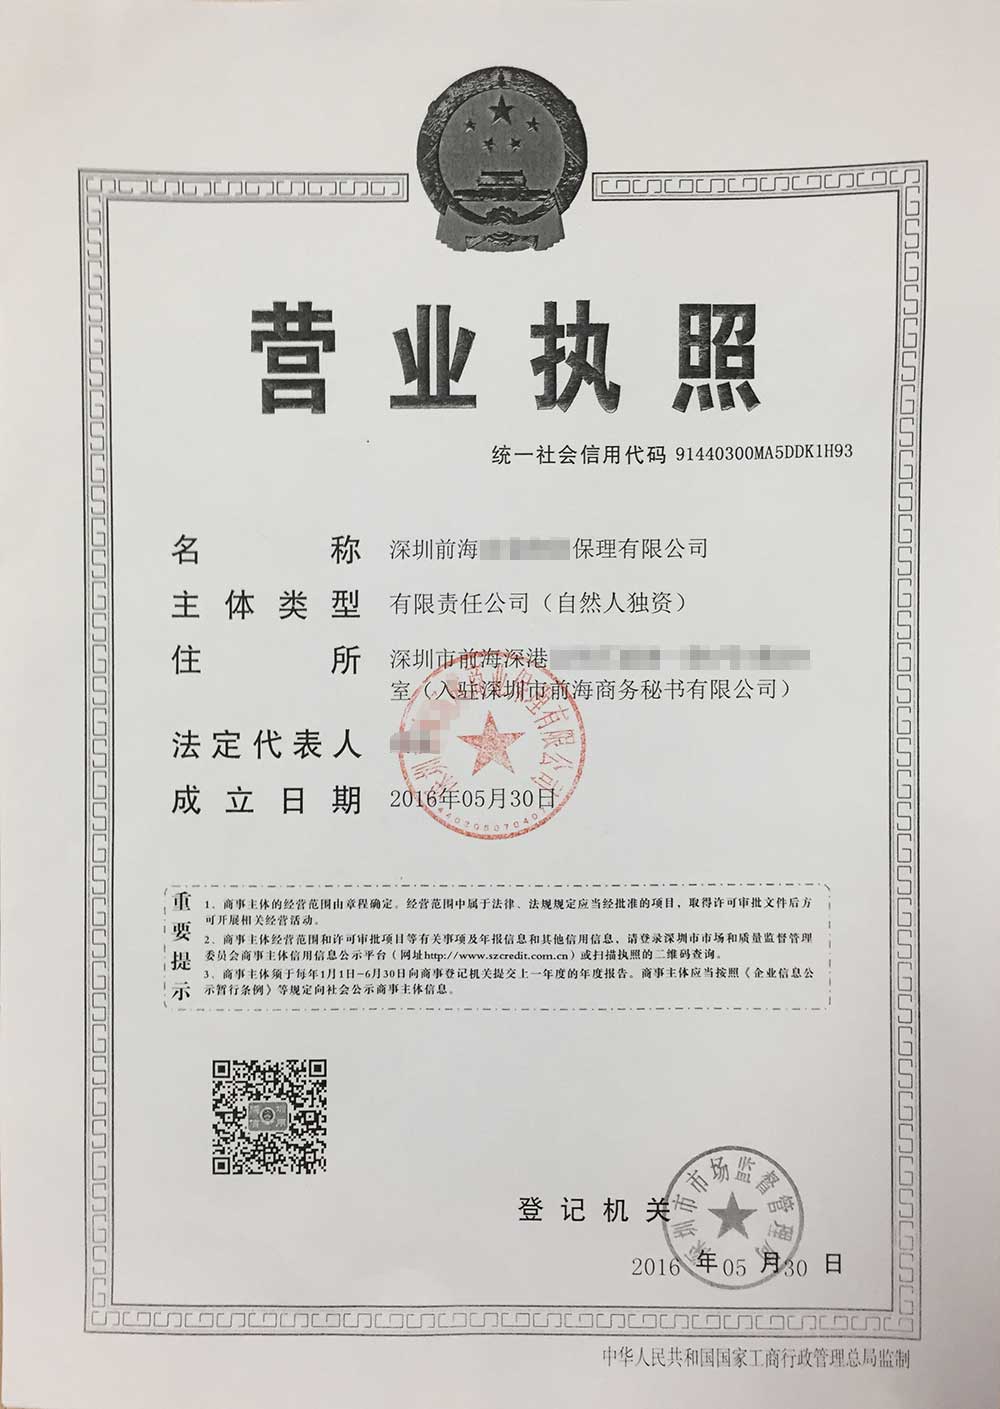 营业执照
统一社会信用代码 91440300MA5DDK1H93
名称 深圳前海保理有限公司
主体类型 有限责任公司（自然人独资）
住所 深圳市前海深港
室（入驻深圳市前海商务秘书有限公司）
法定代表人
成立日期 2016年05月30日
深圳 商业保理有限公司
重要提示
1、商事主体的经营范围由章程确定。经营范围中属于法律、法规规定应当经批准的项目，取得许可审批文件后方
可开展相关经营活动。
2、商事主体经营范围和许可审批项目等有关事项及年报信息和其他信用信息，请登录深圳市市场和质量监督管理
委员会商事主体信用信息公示平台（网址http://www.szcredit.com.cn）或扫描执照的二维码查询。
3、商事主体须于每年1月1日-6月30日向商事登记机关提交上一年度的年度报告。商事主体应当按照《企业信息公
示暂行条例》等规定向社会公示商事主体信息。
登记机关
深圳市市场监督管理局
2016 年05 月30 日
中华人民共和国国家工商行政管理总局监制